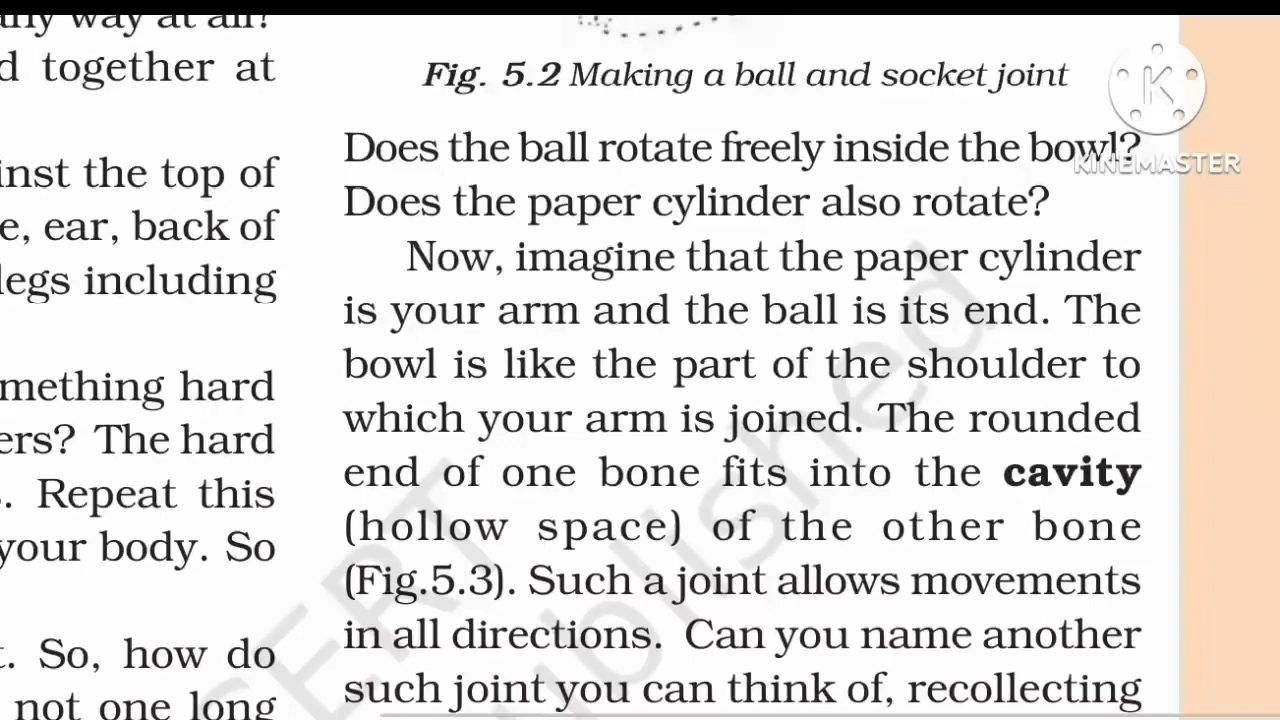 any way at all?
d together at
inst the top of
e, ear, back of
legs including
mething hard
ers? The hard
. Repeat this
your body. So
. So, how do
not one long
Fig. 5.2 Making a ball and socket joint
Does the ball rotate freely inside the bowl?
Does the paper cylinder also rotate?
Now, imagine that the paper cylinder
is your arm and the ball is its end. The
bowl is like the part of the shoulder to
which your arm is joined. The rounded
end of one bone fits into the cavity
(hollow space) of the other bone
(Fig.5.3). Such a joint allows movements
in all directions. Can you name another
such joint you can think of, recollecting
K
KINEMASTER